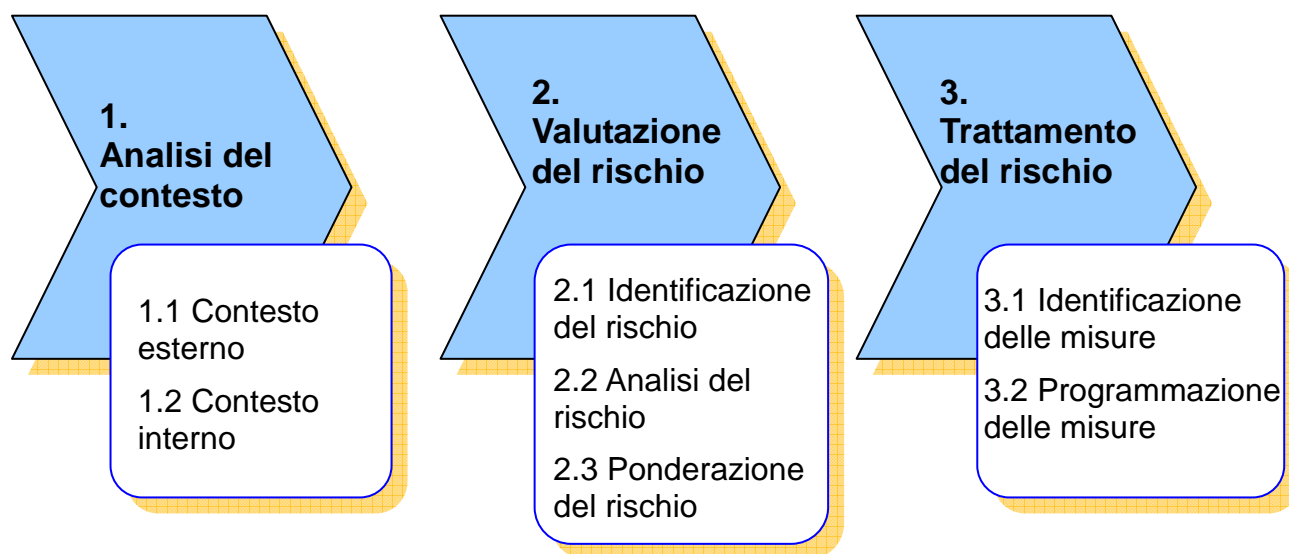 1.
Analisi del
contesto
1.1 Contesto
esterno
1.2 Contesto
interno
2.
Valutazione
del rischio
2.1 Identificazione
del rischio
2.2 Analisi del
rischio
2.3 Ponderazione
del rischio
3.
Trattamento
del rischio
3.1 Identificazione
delle misure
3.2 Programmazione
delle misure